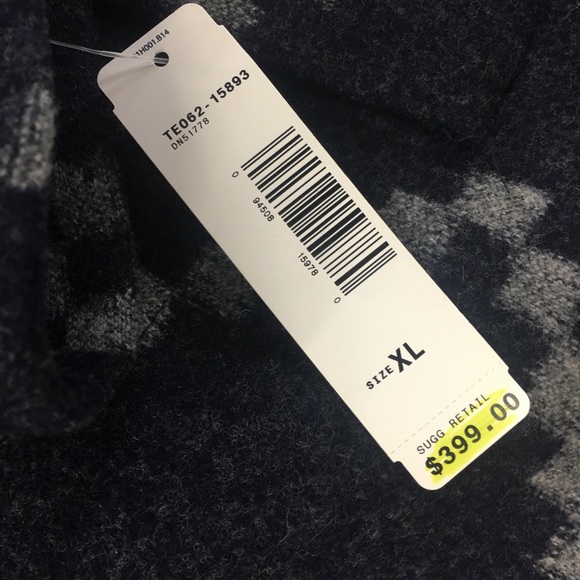 TE062-15893
DN51778
0 94508 15978 0
SIZE XL
SUGG RETAIL
$399.00